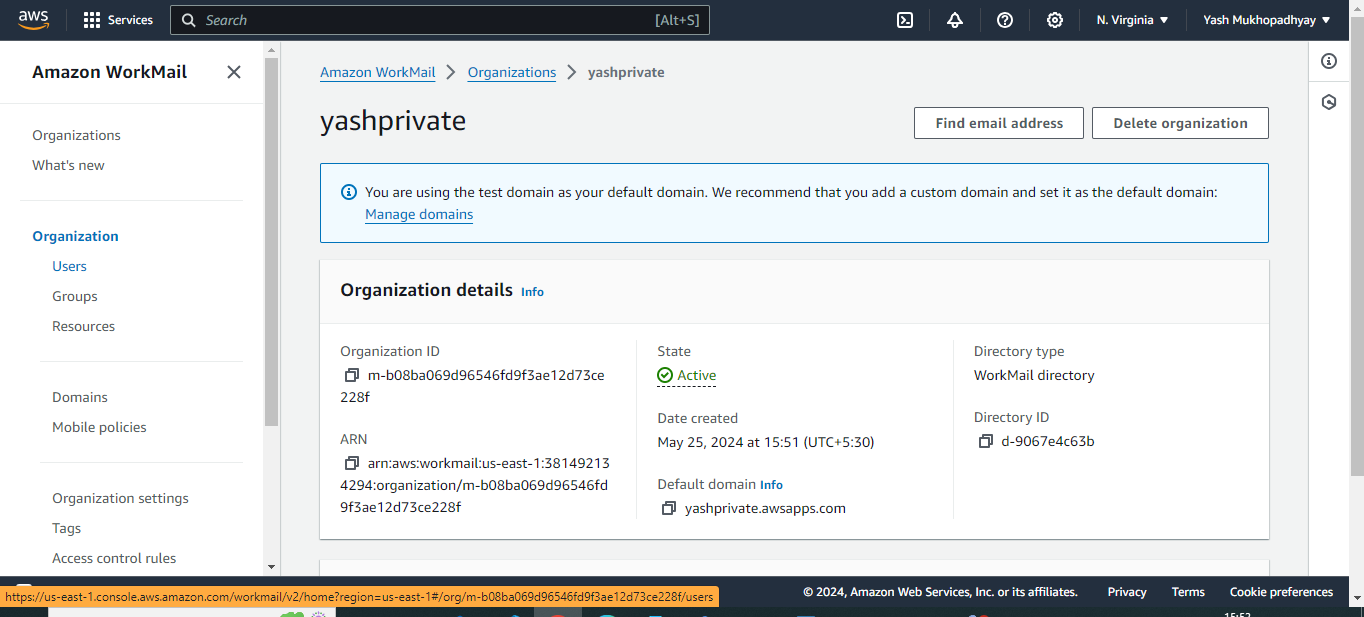 aws
Services
Search [Alt+S]
N. Virginia
Yash Mukhopadhyay
Amazon WorkMail
Organizations
What's new
Organization
Users
Groups
Resources
Domains
Mobile policies
Organization settings
Tags
Access control rules
Amazon WorkMail
Organizations
yashprivate
yashprivate
Find email address
Delete organization
You are using the test domain as your default domain. We recommend that you add a custom domain and set it as the default domain:
Manage domains
Organization details Info
Organization ID
m-b08ba069d96546fd9f3ae12d73ce
228f
ARN
arn:aws:workmail:us-east-1:38149213
4294:organization/m-b08ba069d96546fd
9f3ae12d73ce228f
State
Active
Date created
May 25, 2024 at 15:51 (UTC+5:30)
Default domain Info
yashprivate.awsapps.com
Directory type
WorkMail directory
Directory ID
d-9067e4c63b
https://us-east-1.console.aws.amazon.com/workmail/v2/home?region=us-east-1#/org/m-b08ba069d96546fd9f3ae12d73ce228f/users
© 2024, Amazon Web Services, Inc. or its affiliates.
Privacy
Terms
Cookie preferences
15:52